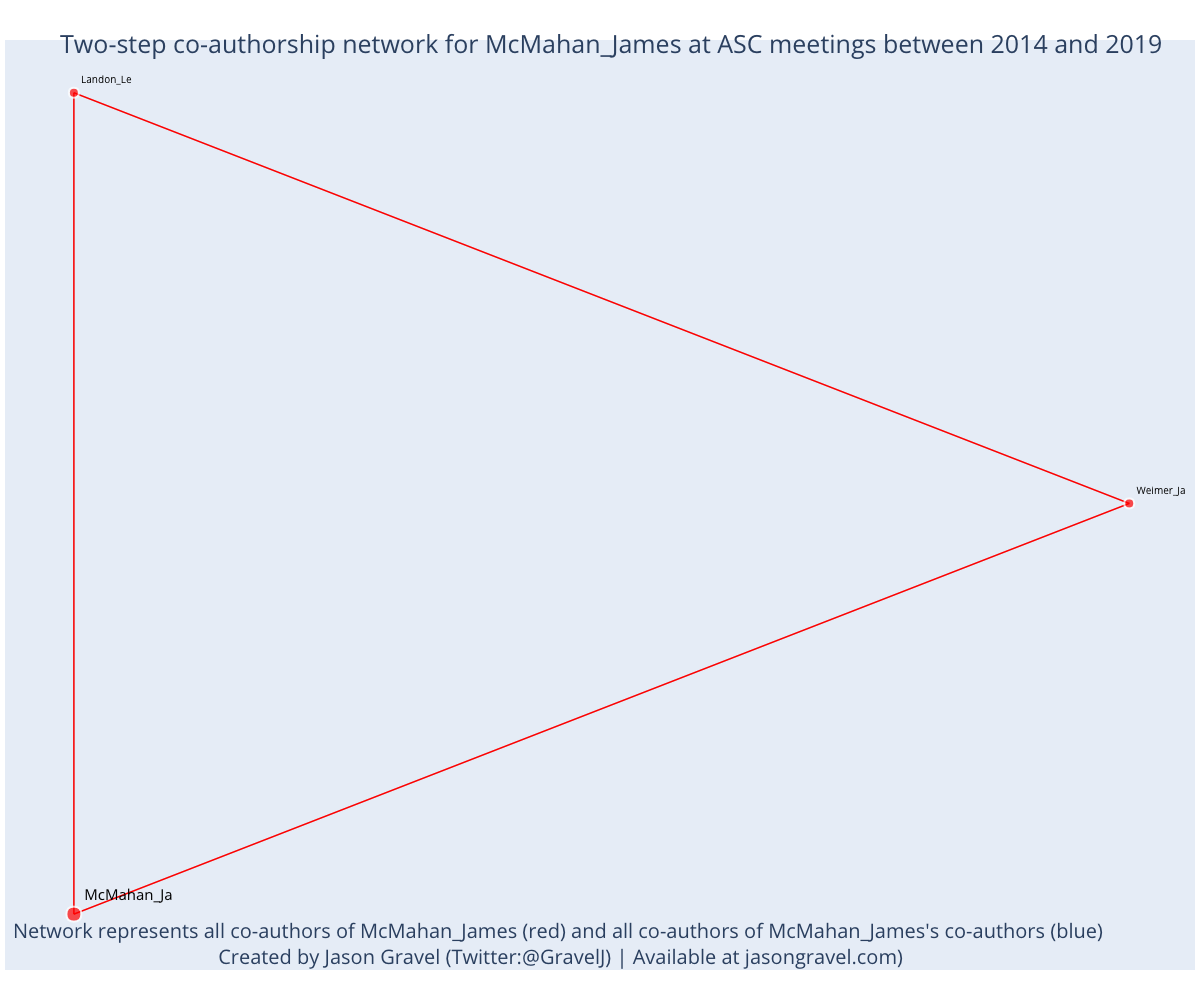 Two-step co-authorship network for McMahan_James at ASC meetings between 2014 and 2019
Landon_Le
Weimer_Ja
McMahan_Ja
Network represents all co-authors of McMahan_James (red) and all co-authors of McMahan_James's co-authors (blue)
Created by Jason Gravel (Twitter:@GravelJ) | Available at jasongravel.com)